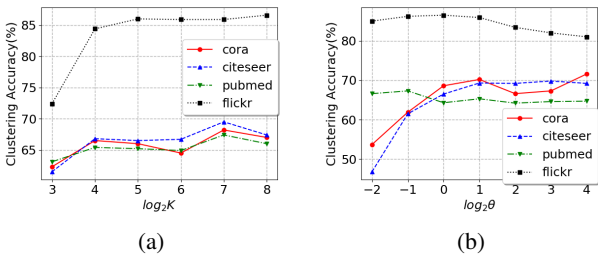 Clustering Accuracy(%)
85
80
75
70
65
cora
citeseer
pubmed
flickr
3 4 5 6 7 8
log₂K
(a)
Clustering Accuracy(%)
80
70
60
50
cora
citeseer
pubmed
flickr
−2 −1 0 1 2 3 4
log₂θ
(b)